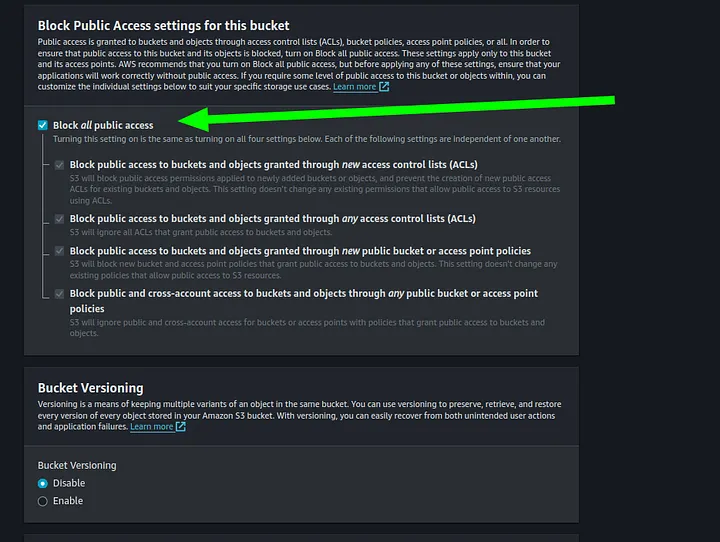 Block Public Access settings for this bucket
Public access is granted to buckets and objects through access control lists (ACLs), bucket policies, access point policies, or all. In order to
ensure that public access to this bucket and its objects is blocked, turn on Block all public access. These settings apply only to this bucket
and its access points. AWS recommends that you turn on Block all public access, but before applying any of these settings, ensure that your
applications will work correctly without public access. If you require some level of public access to this bucket or objects within, you can
customize the individual settings below to suit your specific storage use cases. Learn more
Block all public access
Turning this setting on is the same as turning on all four settings below. Each of the following settings are independent of one another.
Block public access to buckets and objects granted through new access control lists (ACLs)
S3 will block public access permissions applied to newly added buckets or objects, and prevent the creation of new public access
ACLs for existing buckets and objects. This setting doesn't change any existing permissions that allow public access to S3 resources
using ACLs.
Block public access to buckets and objects granted through any access control lists (ACLs)
S3 will ignore all ACLs that grant public access to buckets and objects.
Block public access to buckets and objects granted through new public bucket or access point policies
S3 will block new bucket and access point policies that grant public access to buckets and objects. This setting doesn't change any
existing policies that allow public access to S3 resources.
Block public and cross-account access to buckets and objects through any public bucket or access point
policies
S3 will ignore public and cross-account access for buckets or access points with policies that grant public access to buckets and
objects.
Bucket Versioning
Versioning is a means of keeping multiple variants of an object in the same bucket. You can use versioning to preserve, retrieve, and restore
every version of every object stored in your Amazon S3 bucket. With versioning, you can easily recover from both unintended user actions
and application failures. Learn more
Bucket Versioning
Disable
Enable